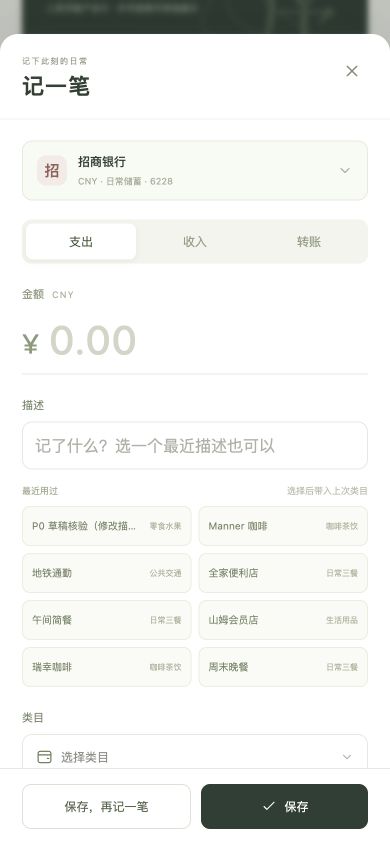 记下此刻的日常
记一笔
招
招商银行
CNY · 日常储蓄 · 6228
支出 收入 转账
金额 CNY
¥ 0.00
描述
记了什么？选一个最近描述也可以
最近用过 选择后带入上次类目
P0 草稿核验（修改描... 零食水果
Manner 咖啡 咖啡茶饮
地铁通勤 公共交通
全家便利店 日常三餐
午间简餐 日常三餐
山姆会员店 生活用品
瑞幸咖啡 咖啡茶饮
周末晚餐 日常三餐
类目
选择类目
保存，再记一笔 保存